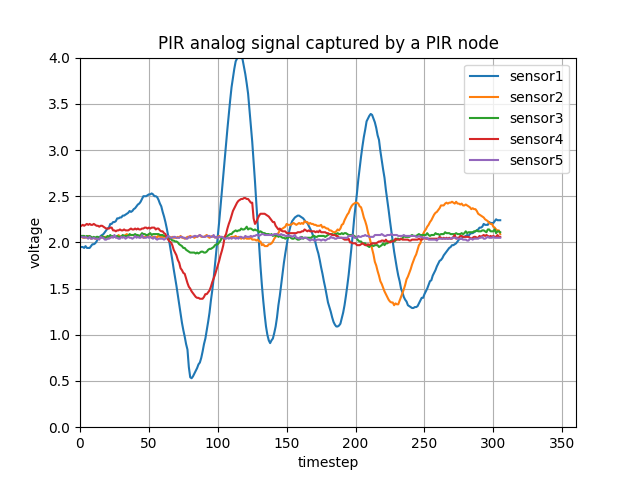 PIR analog signal captured by a PIR node
4.0
3.5
3.0
2.5
2.0
1.5
1.0
0.5
0.0
voltage
sensor1
sensor2
sensor3
sensor4
sensor5
0 50 100 150 200 250 300 350
timestep